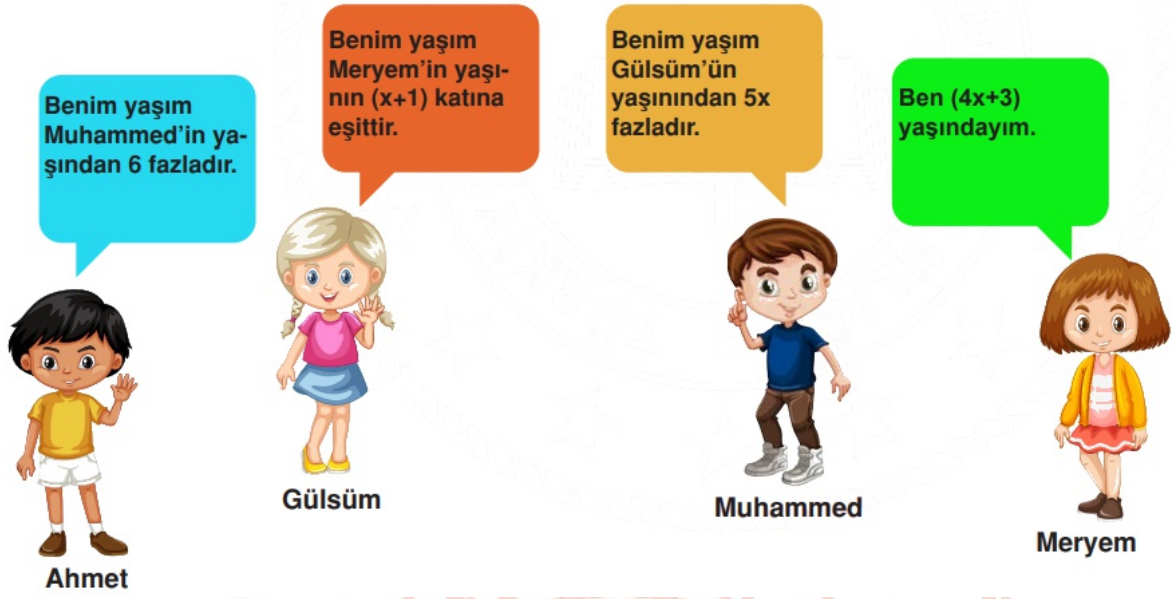 Benim yaşım
Muhammed'in ya-
şından 6 fazladır.
Benim yaşım
Meryem'in yaşı-
nın (x+1) katına
eşittir.
Benim yaşım
Gülsüm'ün
yaşınından 5x
fazladır.
Ben (4x+3)
yaşındayım.
Ahmet
Gülsüm
Muhammed
Meryem